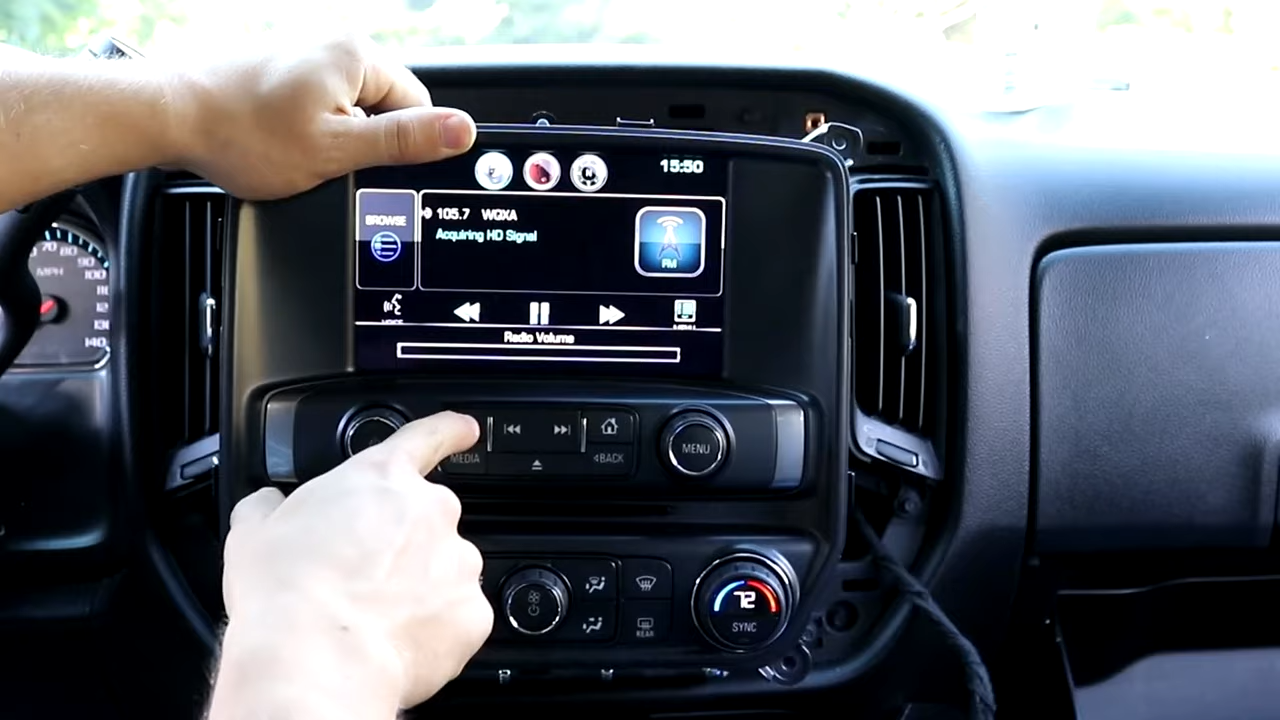 15:50
BROWSE
105.7 WQXA
Acquiring HD Signal
FM
Radio Volume
MENU
MEDIA
BACK
72
SYNC
REAR
MPH
70
80
90
100
140